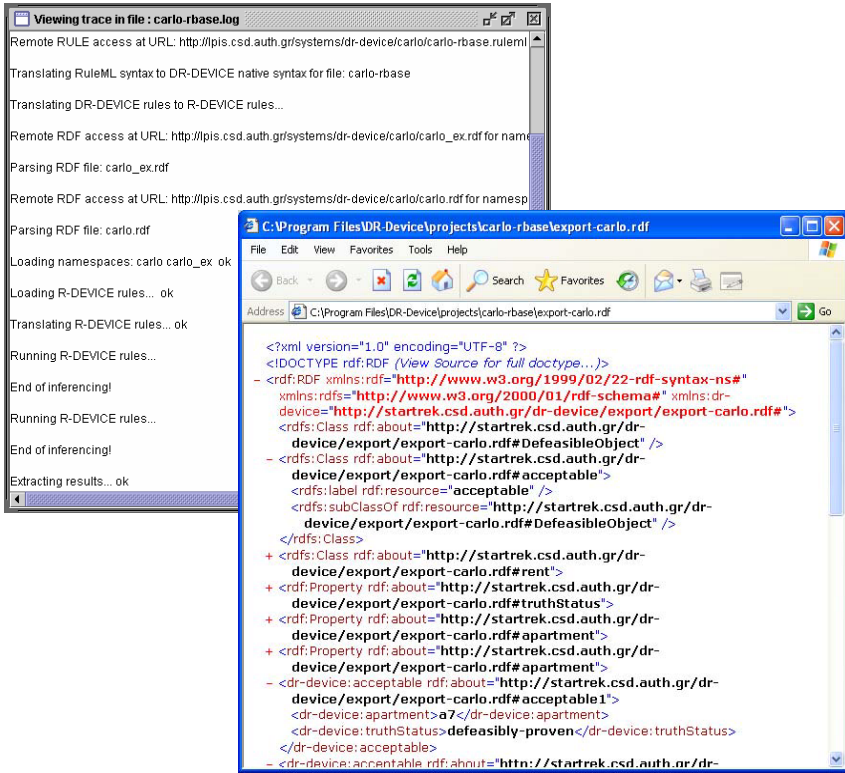 Viewing trace in file : carlo-rbase.log
Remote RULE access at URL: http://lpis.csd.auth.gr/systems/dr-device/carlo/carlo-rbase.ruleml
Translating RuleML syntax to DR-DEVICE native syntax for file: carlo-rbase
Translating DR-DEVICE rules to R-DEVICE rules...
Remote RDF access at URL: http://lpis.csd.auth.gr/systems/dr-device/carlo/carlo_ex.rdf for name
Parsing RDF file: carlo_ex.rdf
Remote RDF access at URL: http://lpis.csd.auth.gr/systems/dr-device/carlo/carlo.rdf for namesp
Parsing RDF file: carlo.rdf
Loading namespaces: carlo carlo_ex ok
Loading R-DEVICE rules... ok
Translating R-DEVICE rules... ok
Running R-DEVICE rules...
End of inferencing!
Running R-DEVICE rules...
End of inferencing!
Extracting results... ok
C:\Program Files\DR-Device\projects\carlo-rbase\export-carlo.rdf
File Edit View Favorites Tools Help
Back Search Favorites
Address C:\Program Files\DR-Device\projects\carlo-rbase\export-carlo.rdf Go
<?xml version="1.0" encoding="UTF-8" ?>
<!DOCTYPE rdf:RDF (View Source for full doctype...)>
- <rdf:RDF xmlns:rdf="http://www.w3.org/1999/02/22-rdf-syntax-ns#"
xmlns:rdfs="http://www.w3.org/2000/01/rdf-schema#" xmlns:dr-
device="http://startrek.csd.auth.gr/dr-device/export/export-carlo.rdf#">
<rdfs:Class rdf:about="http://startrek.csd.auth.gr/dr-
device/export/export-carlo.rdf#DefeasibleObject" />
- <rdfs:Class rdf:about="http://startrek.csd.auth.gr/dr-
device/export/export-carlo.rdf#acceptable">
<rdfs:label rdf:resource="acceptable" />
<rdfs:subClassOf rdf:resource="http://startrek.csd.auth.gr/dr-
device/export/export-carlo.rdf#DefeasibleObject" />
</rdfs:Class>
+ <rdfs:Class rdf:about="http://startrek.csd.auth.gr/dr-
device/export/export-carlo.rdf#rent">
+ <rdf:Property rdf:about="http://startrek.csd.auth.gr/dr-
device/export/export-carlo.rdf#truthStatus">
+ <rdf:Property rdf:about="http://startrek.csd.auth.gr/dr-
device/export/export-carlo.rdf#apartment">
+ <rdf:Property rdf:about="http://startrek.csd.auth.gr/dr-
device/export/export-carlo.rdf#apartment">
- <dr-device:acceptable rdf:about="http://startrek.csd.auth.gr/dr-
device/export/export-carlo.rdf#acceptable1">
<dr-device:apartment>a7</dr-device:apartment>
<dr-device:truthStatus>defeasibly-proven</dr-device:truthStatus>
</dr-device:acceptable>
- <dr-device:acceptable rdf:about="http://startrek.csd.auth.gr/dr-